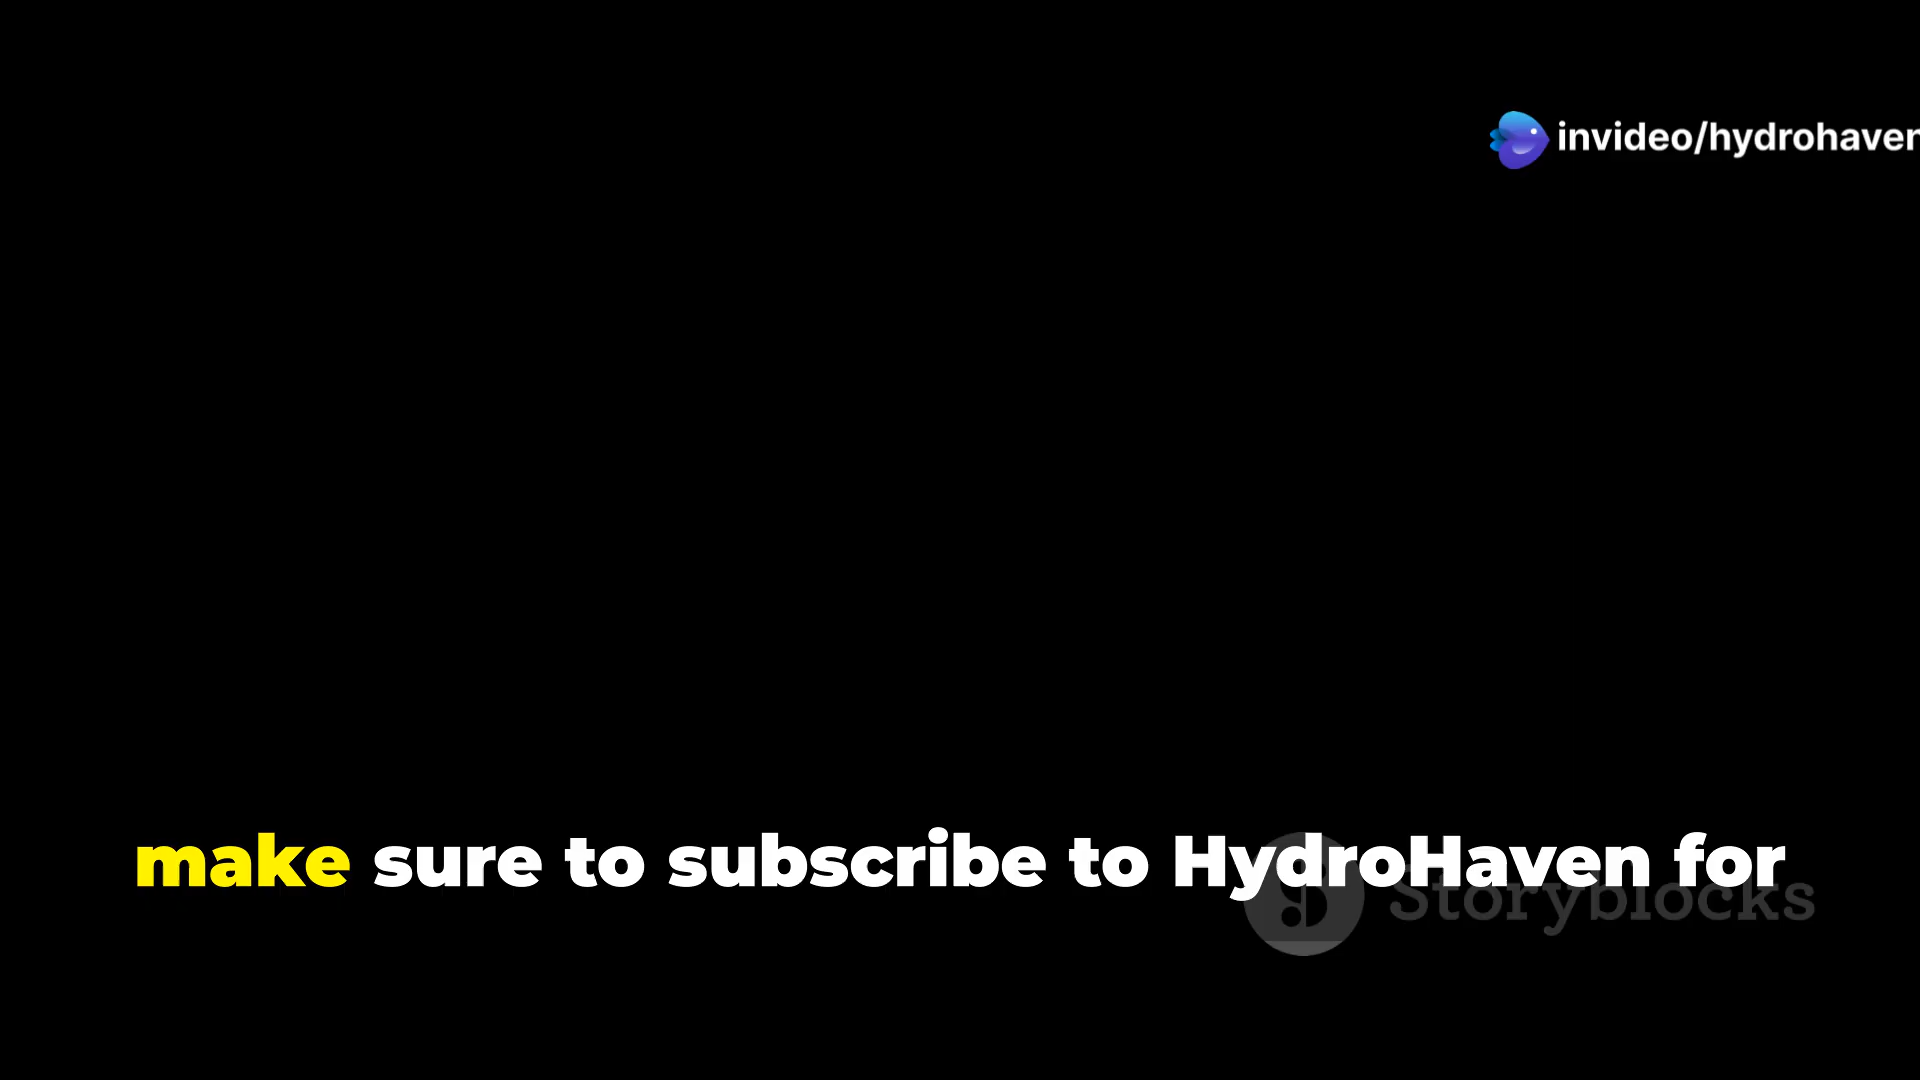 invideo/hydrohaven
make sure to subscribe to HydroHaven for
Storyblocks